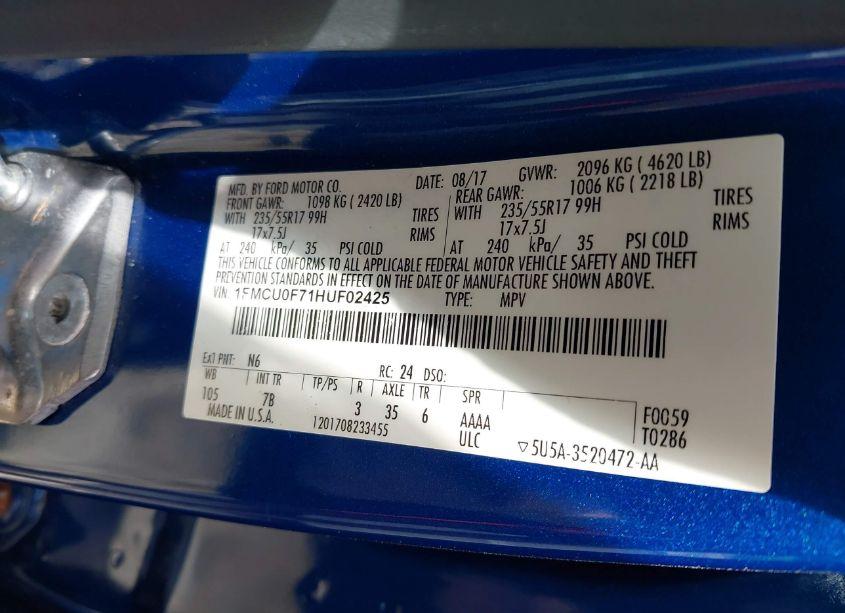 MFD. BY FORD MOTOR CO. DATE: 08/17 GVWR: 2096 KG ( 4620 LB)
FRONT GAWR: 1098 KG ( 2420 LB) REAR GAWR: 1006 KG ( 2218 LB)
WITH 235/55R17 99H TIRES WITH 235/55R17 99H TIRES
17x7.5J RIMS 17x7.5J RIMS
AT 240 kPa/ 35 PSI COLD AT 240 kPa/ 35 PSI COLD
THIS VEHICLE CONFORMS TO ALL APPLICABLE FEDERAL MOTOR VEHICLE SAFETY AND THEFT
PREVENTION STANDARDS IN EFFECT ON THE DATE OF MANUFACTURE SHOWN ABOVE.
VIN: 1FMCU0F71HUF02425 TYPE: MPV
Ext PNT: N6 RC: 24 DSO:
WB INT TR TP/PS R AXLE TR SPR
105 7B 3 35 6 AAAA F0059
MADE IN U.S.A. 1201708233455 ULC T0286
▽5U5A-3520472-AA